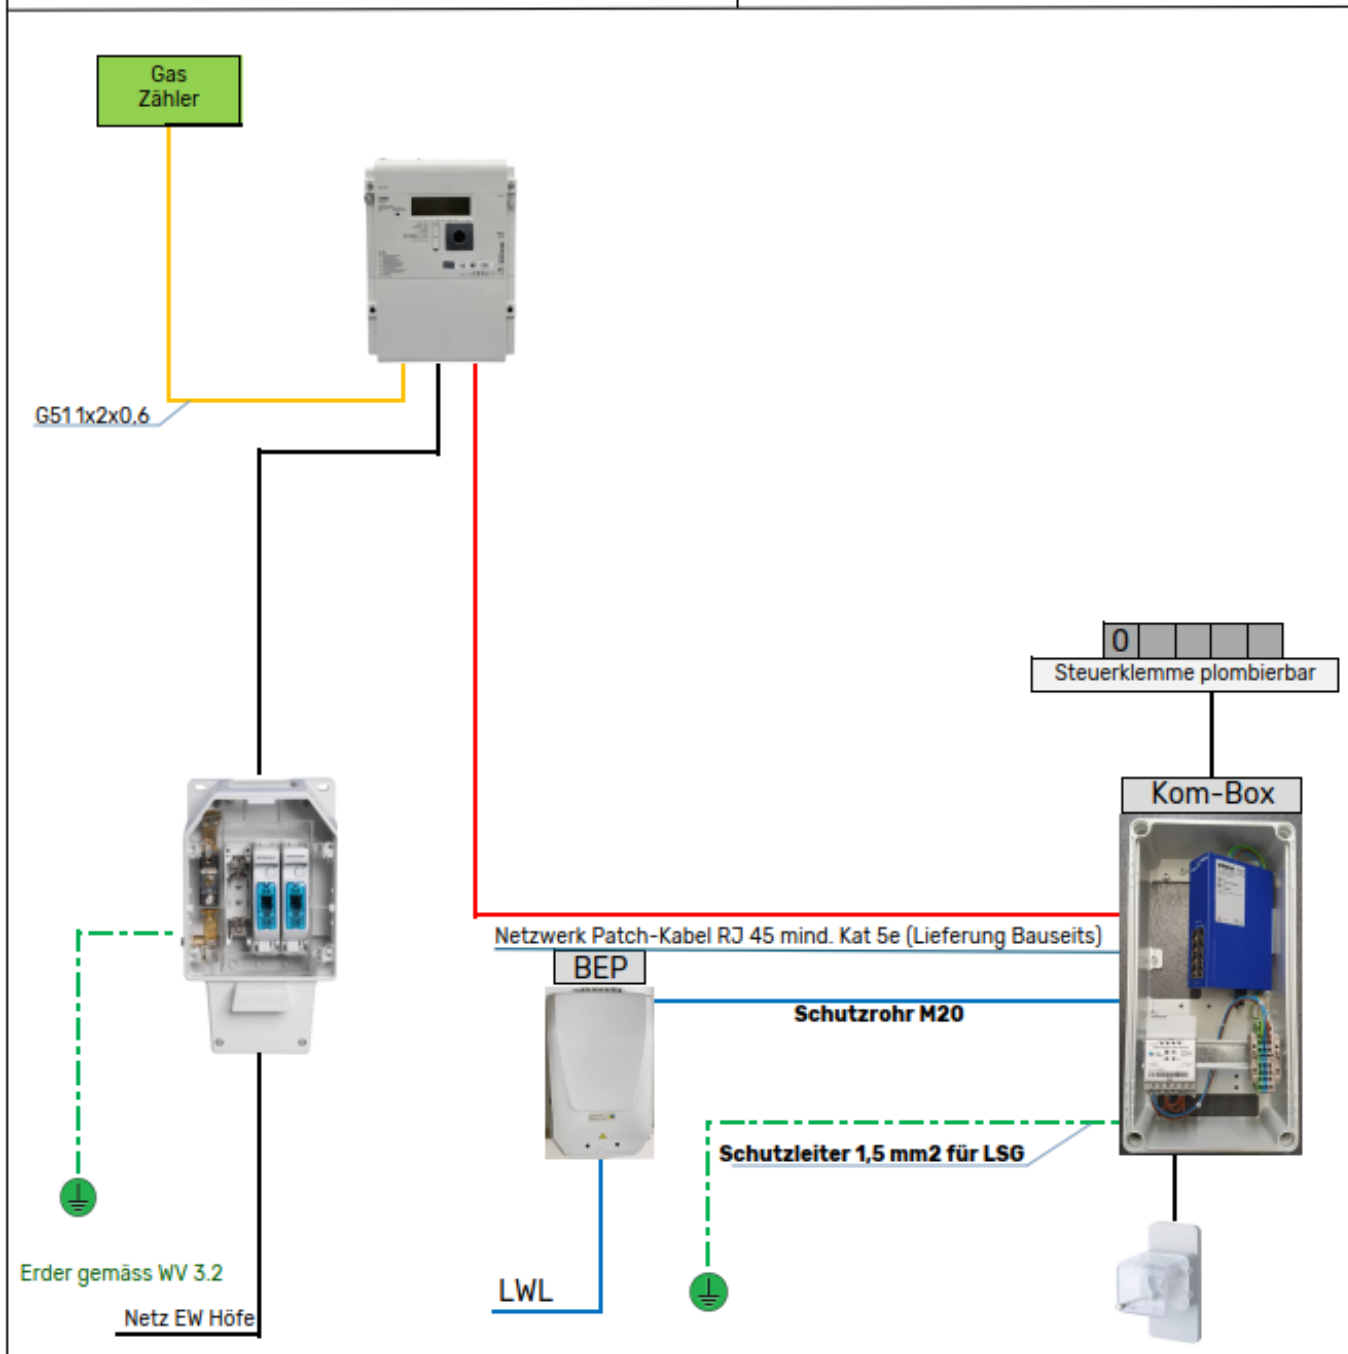 Gas
Zähler
G51 1x2x0,6
0
Steuerklemme plombierbar
Kom-Box
Netzwerk Patch-Kabel RJ 45 mind. Kat 5e (Lieferung Bauseits)
BEP
Schutzrohr M20
Schutzleiter 1,5 mm2 für LSG
Erder gemäss WV 3.2
LWL
Netz EW Höfe